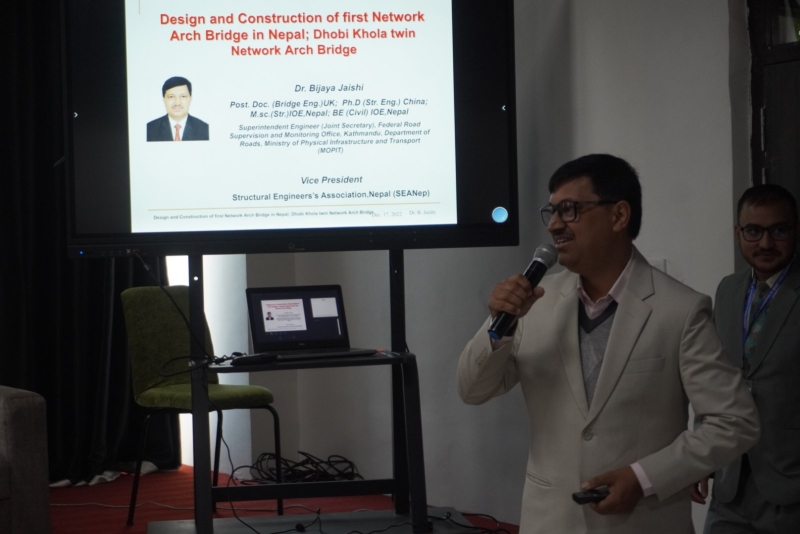 Design and Construction of first Network
Arch Bridge in Nepal; Dhobi Khola twin
Network Arch Bridge
Dr. Bijaya Jaishi
Post. Doc. (Bridge Eng.)UK; Ph.D (Str. Eng.) China;
M.sc.(Str.)IOE,Nepal; BE (Civil) IOE,Nepal
Superintendent Engineer (Joint Secretary), Federal Road
Supervision and Monitoring Office, Kathmandu, Department of
Roads, Ministry of Physical Infrastructure and Transport
(MOPIT)
Vice President
Structural Engineers's Association,Nepal (SEANep)
Design and Construction of first Network Arch Bridge in Nepal: Dhobi Khola twin Network Arch Bridge